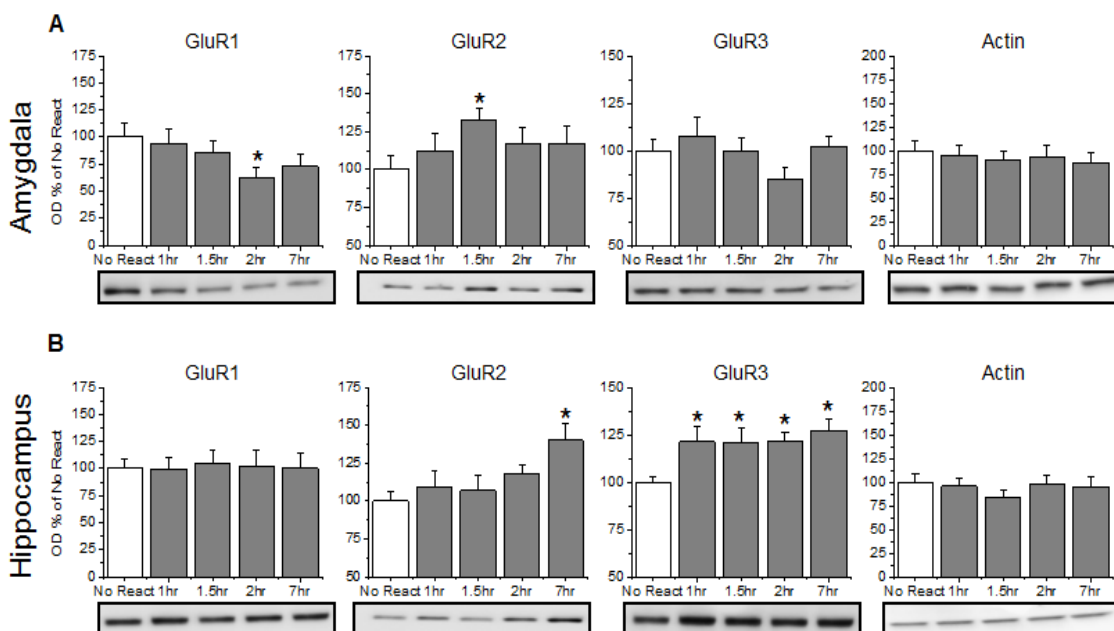 A
GluR1 GluR2 GluR3 Actin
Amygdala
OD % of No React
175 150 125 100 75 50 25 0
175 150 125 100 50
150 125 100 75 50
200 175 150 125 100 75 50 25 0
*
*
No React 1hr 1.5hr 2hr 7hr No React 1hr 1.5hr 2hr 7hr No React 1hr 1.5hr 2hr 7hr No React 1hr 1.5hr 2hr 7hr
B
GluR1 GluR2 GluR3 Actin
Hippocampus
OD % of No React
175 150 125 100 75 50 25 0
175 150 125 100 75 50
150 125 100 50
200 175 150 125 100 75 50 25 0
*
* * * *
No React 1hr 1.5hr 2hr 7hr No React 1hr 1.5hr 2hr 7hr No React 1hr 1.5hr 2hr 7hr No React 1hr 1.5hr 2hr 7hr